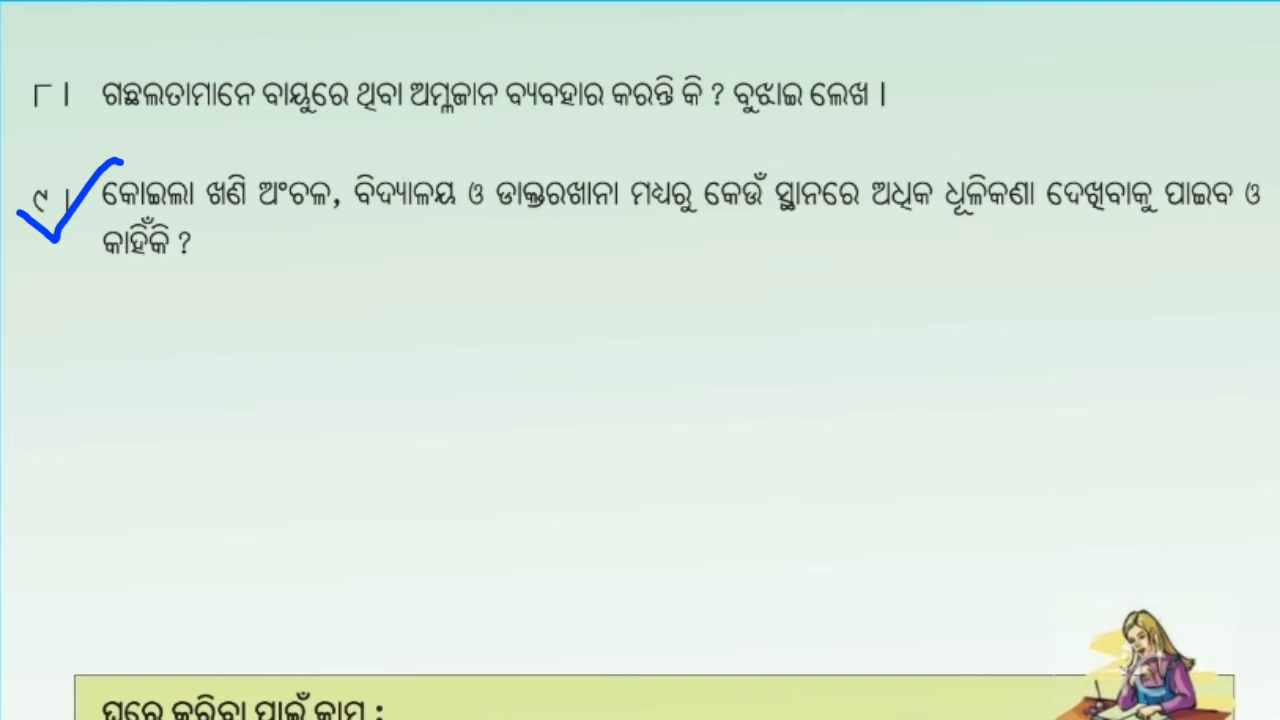 ୮ । ଗଛଲତାମାନେ ବାୟୁରେ ଥିବା ଅମ୍ଳଜାନ ବ୍ୟବହାର କରନ୍ତି କି ? ବୁଝାଇ ଲେଖ ।
୯ । କୋଇଲା ଖଣି ଅଂଚଳ, ବିଦ୍ୟାଳୟ ଓ ଡାକ୍ତରଖାନା ମଧ୍ୟରୁ କେଉଁ ସ୍ଥାନରେ ଅଧିକ ଧୂଳିକଣା ଦେଖିବାକୁ ପାଇବ ଓ
କାହିଁକି ?
ଘରେ କରିବା ପାଇଁ କାମ :